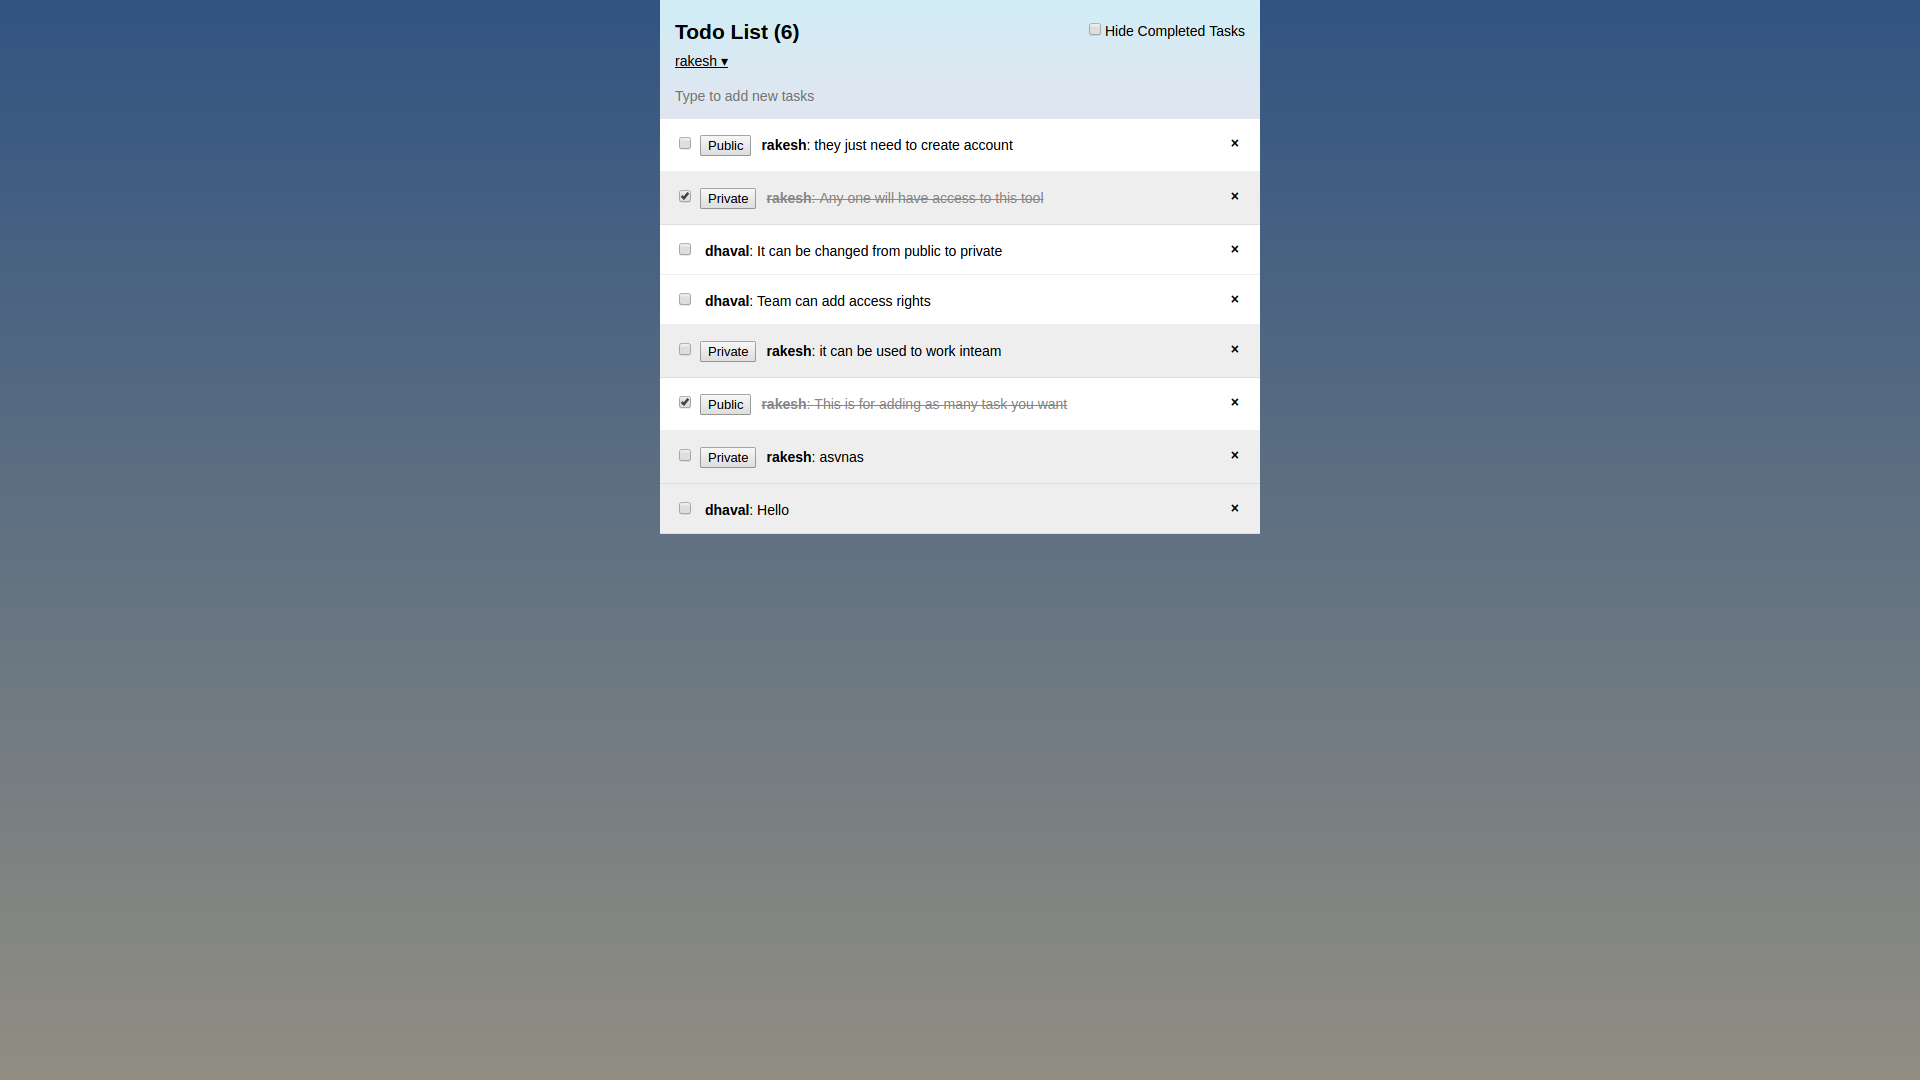 Todo List (6)
Hide Completed Tasks
rakesh ▾
Type to add new tasks
Public rakesh: they just need to create account ×
Private rakesh: Any one will have access to this tool ×
dhaval: It can be changed from public to private ×
dhaval: Team can add access rights ×
Private rakesh: it can be used to work inteam ×
Public rakesh: This is for adding as many task you want ×
Private rakesh: asvnas ×
dhaval: Hello ×